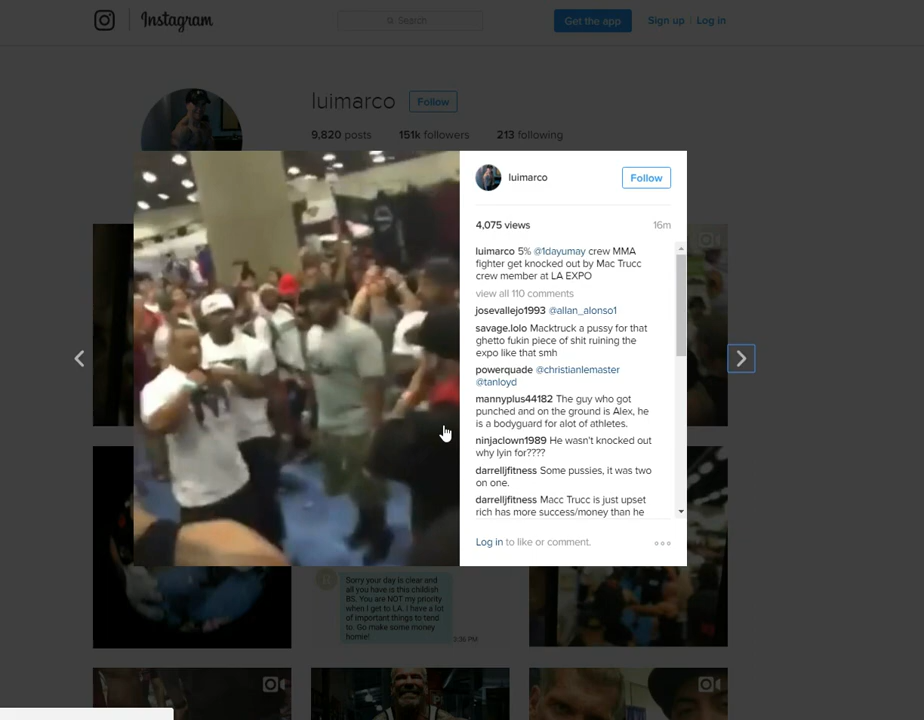 Instagram
Search
Get the app
Sign up
Log in
luimarco
Follow
9,820 posts
151k followers
213 following
luimarco
Follow
4,075 views
16m
luimarco 5% @1dayumay crew MMA
fighter get knocked out by Mac Trucc
crew member at LA EXPO
view all 110 comments
josevallejo1993 @allan_alonso1
savage.lolo Macktruck a pussy for that
ghetto fukin piece of shit ruining the
expo like that smh
powerquade @christianlemaster
@tanloyd
mannyplus44182 The guy who got
punched and on the ground is Alex, he
is a bodyguard for alot of athletes.
ninjaclown1989 He wasn't knocked out
why lyin for????
darrelljfitness Some pussies, it was two
on one.
darrelljfitness Macc Trucc is just upset
rich has more success/money than he
Log in to like or comment.
Sorry your day is clear and
all you have is this childish
BS. You are NOT my priority
when I get to LA. I have a lot
of important things to tend
to. Go make some money
homie!
3:36 PM